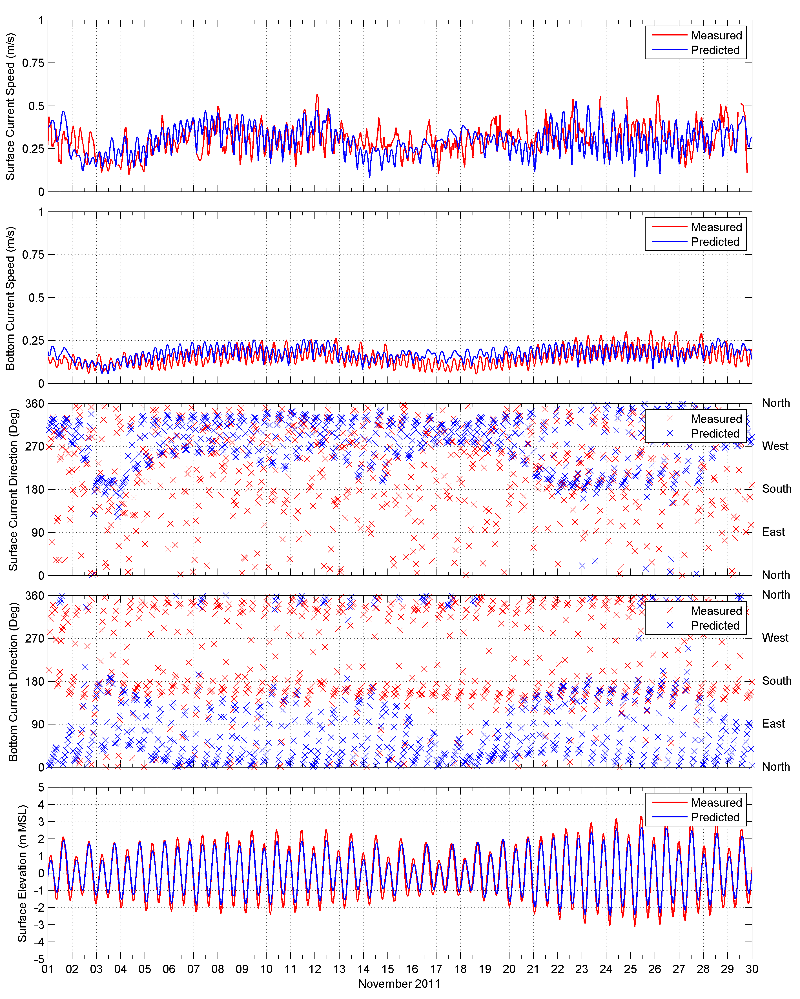 Surface Current Speed (m/s)
1
0.75
0.5
0.25
0
Measured
Predicted
Bottom Current Speed (m/s)
1
0.75
0.5
0.25
0
Measured
Predicted
Surface Current Direction (Deg)
360
270
180
90
0
North
West
South
East
North
Measured
Predicted
Bottom Current Direction (Deg)
360
270
180
90
0
North
West
South
East
North
Measured
Predicted
Surface Elevation (m MSL)
5
4
3
2
1
0
-1
-2
-3
-4
-5
Measured
Predicted
01 02 03 04 05 06 07 08 09 10 11 12 13 14 15 16 17 18 19 20 21 22 23 24 25 26 27 28 29 30
November 2011